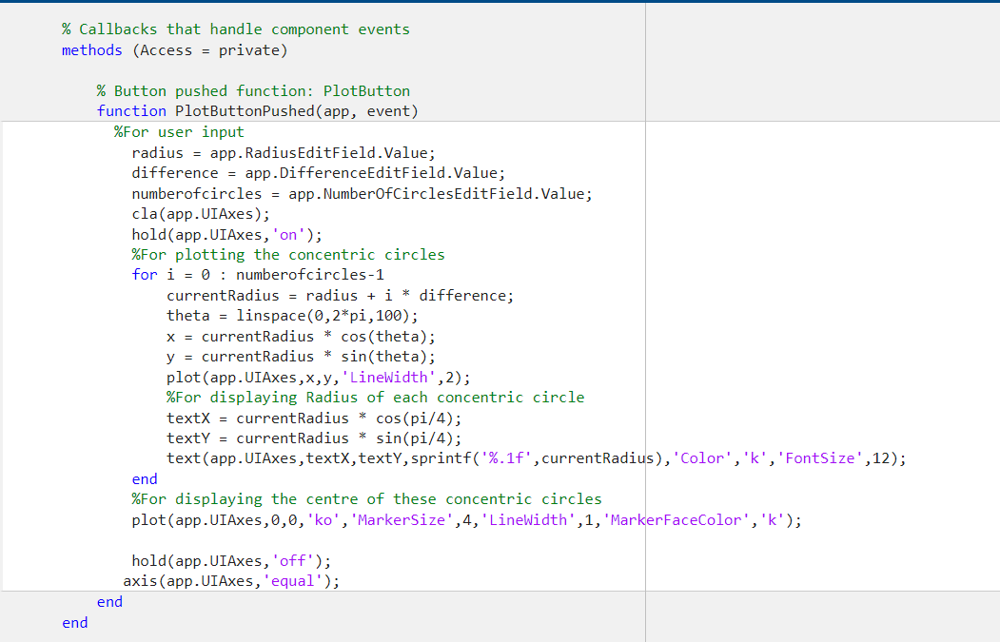 % Callbacks that handle component events
methods (Access = private)
% Button pushed function: PlotButton
function PlotButtonPushed(app, event)
%For user input
radius = app.RadiusEditField.Value;
difference = app.DifferenceEditField.Value;
numberofcircles = app.NumberOfCirclesEditField.Value;
cla(app.UIAxes);
hold(app.UIAxes,'on');
%For plotting the concentric circles
for i = 0 : numberofcircles-1
currentRadius = radius + i * difference;
theta = linspace(0,2*pi,100);
x = currentRadius * cos(theta);
y = currentRadius * sin(theta);
plot(app.UIAxes,x,y,'LineWidth',2);
%For displaying Radius of each concentric circle
textX = currentRadius * cos(pi/4);
textY = currentRadius * sin(pi/4);
text(app.UIAxes,textX,textY,sprintf('%.1f',currentRadius),'Color','k','FontSize',12);
end
%For displaying the centre of these concentric circles
plot(app.UIAxes,0,0,'ko','MarkerSize',4,'LineWidth',1,'MarkerFaceColor','k');
hold(app.UIAxes,'off');
axis(app.UIAxes,'equal');
end
end